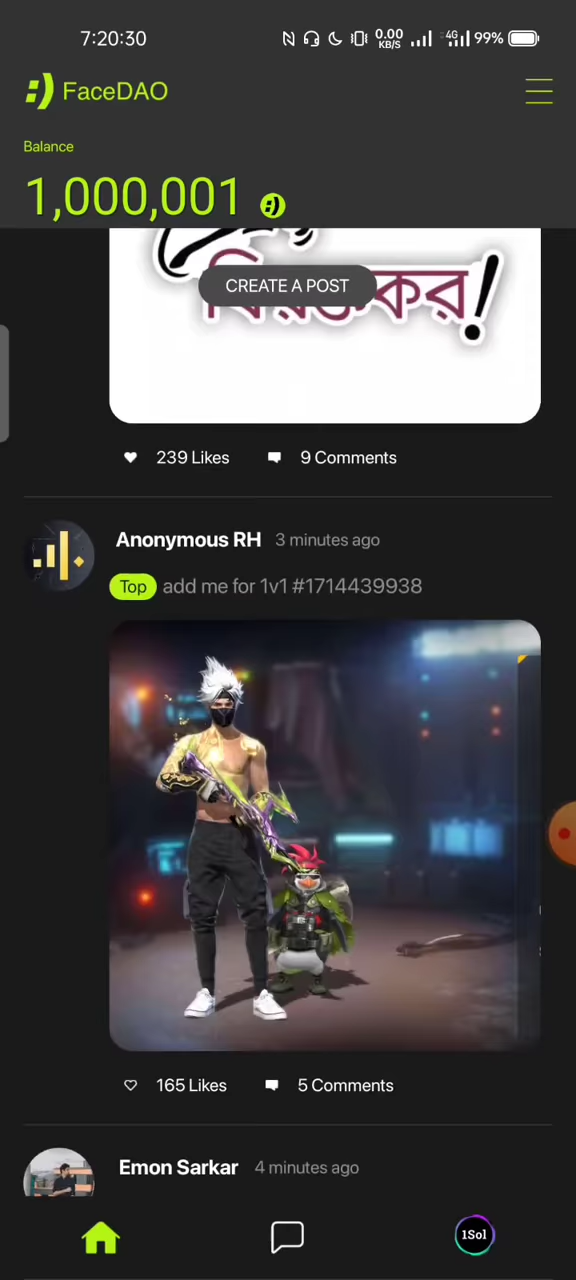 7:20:30
0.00 KB/S
4G
99%
:) FaceDAO
Balance
1,000,001
CREATE A POST
239 Likes
9 Comments
Anonymous RH 3 minutes ago
Top add me for 1v1 #1714439938
165 Likes
5 Comments
Emon Sarkar 4 minutes ago
1Sol